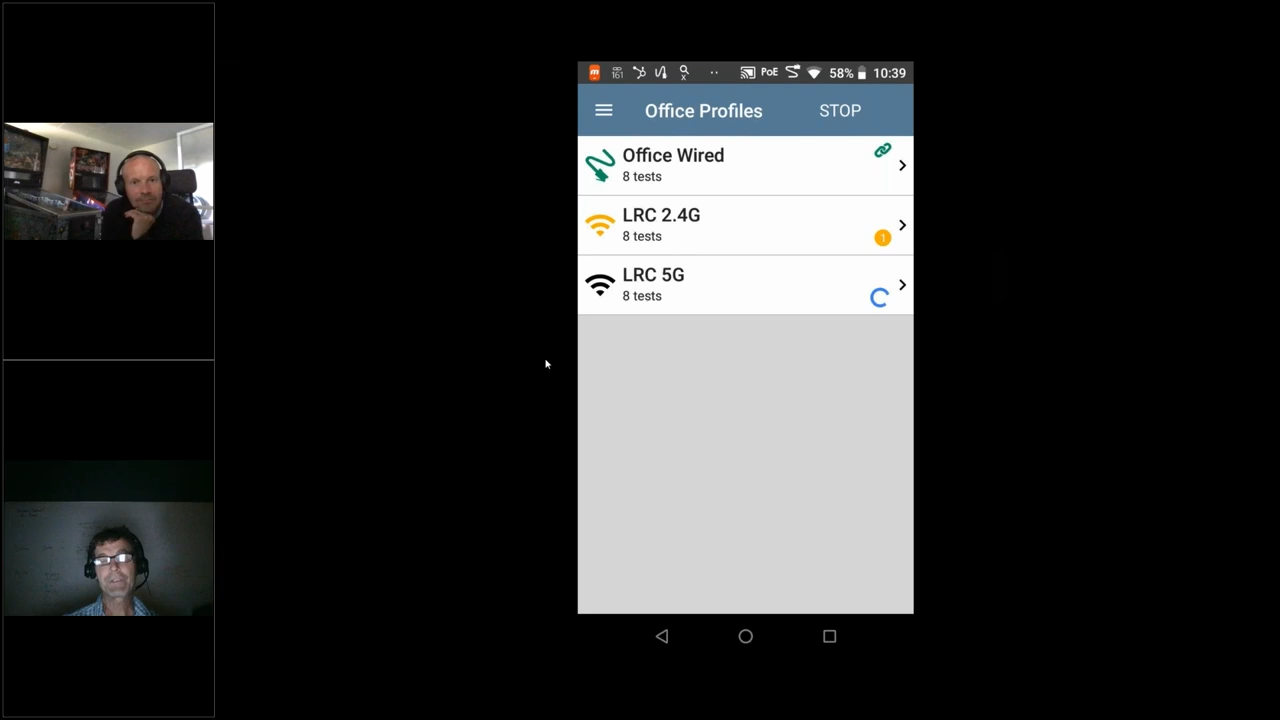 161
PoE
58%
10:39
Office Profiles
STOP
Office Wired
8 tests
LRC 2.4G
8 tests
1
LRC 5G
8 tests